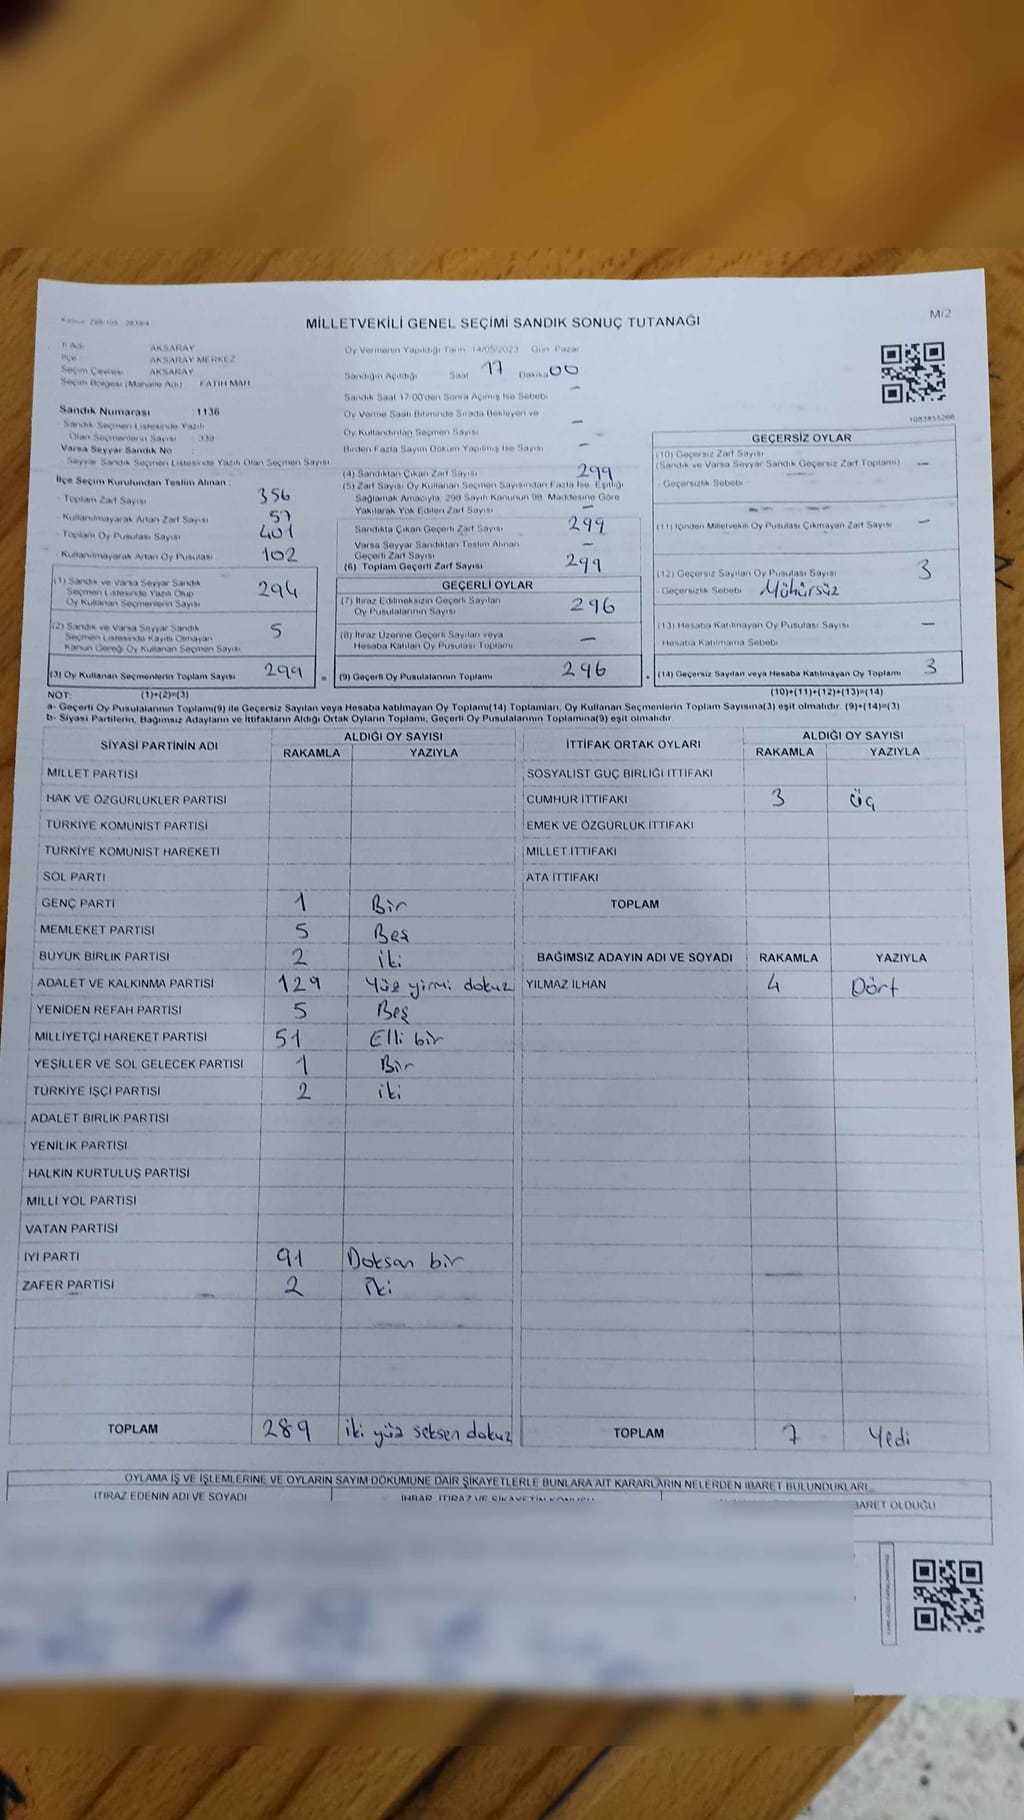 MİLLETVEKİLİ GENEL SEÇİMİ SANDIK SONUÇ TUTANAĞI
M/2
İl Adı AKSARAY
İlçe AKSARAY MERKEZ
Seçim Çevresi AKSARAY
Seçim Bölgesi (Mahalle Adı) FATİH MAH
Sandık Numarası : 1136
Sandık Seçmen Listesinde Yazılı
Olan Seçmenlerin Sayısı : 339
Varsa Seyyar Sandık No :
Seyyar Sandık Seçmen Listesinde Yazılı Olan Seçmen Sayısı
İlçe Seçim Kurulundan Teslim Alınan :
Toplam Zarf Sayısı 356
Kullanılmayarak Artan Zarf Sayısı 57
Toplam Oy Pusulası Sayısı 401
Kullanılmayarak Artan Oy Pusulası 102
(1) Sandık ve Varsa Seyyar Sandık
Seçmen Listesinde Yazılı Olup
Oy Kullanan Seçmenlerin Sayısı 294
(2) Sandık ve Varsa Seyyar Sandık
Seçmen Listesinde Kayıtlı Olmayan
Kanun Gereği Oy Kullanan Seçmen Sayısı 5
(3) Oy Kullanan Seçmenlerin Toplam Sayısı 299 =
Oy Vermenin Yapıldığı Tarih 14/05/2023 Gün Pazar
Sandığın Açıldığı Saat 17 Dakika 00
Sandık Saat 17:00'den Sonra Açılmış İse Sebebi –
Oy Verme Saati Bitiminde Sırada Bekleyen ve
Oy Kullandırılan Seçmen Sayısı –
Birden Fazla Sayım Döküm Yapılmış İse Sayısı –
(4) Sandıktan Çıkan Zarf Sayısı 299
(5) Zarf Sayısı Oy Kullanan Seçmen Sayısından Fazla İse, Eşitliği
Sağlamak Amacıyla, 298 Sayılı Kanunun 98. Maddesine Göre
Yakılarak Yok Edilen Zarf Sayısı –
Sandıkta Çıkan Geçerli Zarf Sayısı 299
Varsa Seyyar Sandıktan Teslim Alınan
Geçerli Zarf Sayısı –
(6) Toplam Geçerli Zarf Sayısı 299
GEÇERLİ OYLAR
(7) İtiraz Edilmeksizin Geçerli Sayılan
Oy Pusulalarının Sayısı 296
(8) İtiraz Üzerine Geçerli Sayılan veya
Hesaba Katılan Oy Pusulası Toplamı –
(9) Geçerli Oy Pusulalarının Toplamı 296 +
1083855266
GEÇERSİZ OYLAR
(10) Geçersiz Zarf Sayısı
(Sandık ve Varsa Seyyar Sandık Geçersiz Zarf Toplamı) –
Geçersizlik Sebebi
(11) İçinden Milletvekili Oy Pusulası Çıkmayan Zarf Sayısı –
(12) Geçersiz Sayılan Oy Pusulası Sayısı 3
Geçersizlik Sebebi Mühürsüz
(13) Hesaba Katılmayan Oy Pusulası Sayısı –
Hesaba Katılmama Sebebi
(14) Geçersiz Sayılan veya Hesaba Katılmayan Oy Toplamı 3
NOT: (1)+(2)=(3) (10)+(11)+(12)+(13)=(14)
a- Geçerli Oy Pusulalarının Toplamı(9) ile Geçersiz Sayılan veya Hesaba katılmayan Oy Toplamı(14) Toplamları, Oy Kullanan Seçmenlerin Toplam Sayısına(3) eşit olmalıdır. (9)+(14)=(3)
b- Siyasi Partilerin, Bağımsız Adayların ve İttifakların Aldığı Ortak Oyların Toplamı, Geçerli Oy Pusulalarının Toplamına(9) eşit olmalıdır.
SİYASİ PARTİNİN ADI ALDIĞI OY SAYISI
RAKAMLA YAZIYLA
MİLLET PARTİSİ
HAK VE ÖZGÜRLÜKLER PARTİSİ
TÜRKİYE KOMÜNİST PARTİSİ
TÜRKİYE KOMÜNİST HAREKETİ
SOL PARTİ
GENÇ PARTİ 1 Bir
MEMLEKET PARTİSİ 5 Beş
BÜYÜK BİRLİK PARTİSİ 2 iki
ADALET VE KALKINMA PARTİSİ 129 Yüz yirmi dokuz
YENİDEN REFAH PARTİSİ 5 Beş
MİLLİYETÇİ HAREKET PARTİSİ 51 Elli bir
YEŞİLLER VE SOL GELECEK PARTİSİ 1 Bir
TÜRKİYE İŞÇİ PARTİSİ 2 iki
ADALET BİRLİK PARTİSİ
YENİLİK PARTİSİ
HALKIN KURTULUŞ PARTİSİ
MİLLİ YOL PARTİSİ
VATAN PARTİSİ
İYİ PARTİ 91 Doksan bir
ZAFER PARTİSİ 2 İki
TOPLAM 289 iki yüz seksen dokuz
İTTİFAK ORTAK OYLARI ALDIĞI OY SAYISI
RAKAMLA YAZIYLA
SOSYALİST GÜÇ BİRLİĞİ İTTİFAKI
CUMHUR İTTİFAKI 3 üç
EMEK VE ÖZGÜRLÜK İTTİFAKI
MİLLET İTTİFAKI
ATA İTTİFAKI
TOPLAM
BAĞIMSIZ ADAYIN ADI VE SOYADI RAKAMLA YAZIYLA
YILMAZ İLHAN 4 Dört
TOPLAM 7 Yedi
OYLAMA İŞ VE İŞLEMLERİNE VE OYLARIN SAYIM DÖKÜMÜNE DAİR ŞİKAYETLERLE BUNLARA AİT KARARLARIN NELERDEN İBARET BULUNDUKLARI
İTİRAZ EDENİN ADI VE SOYADI İHBAR, İTİRAZ VE ŞİKAYETİN KONUSU İBARET OLDUĞU